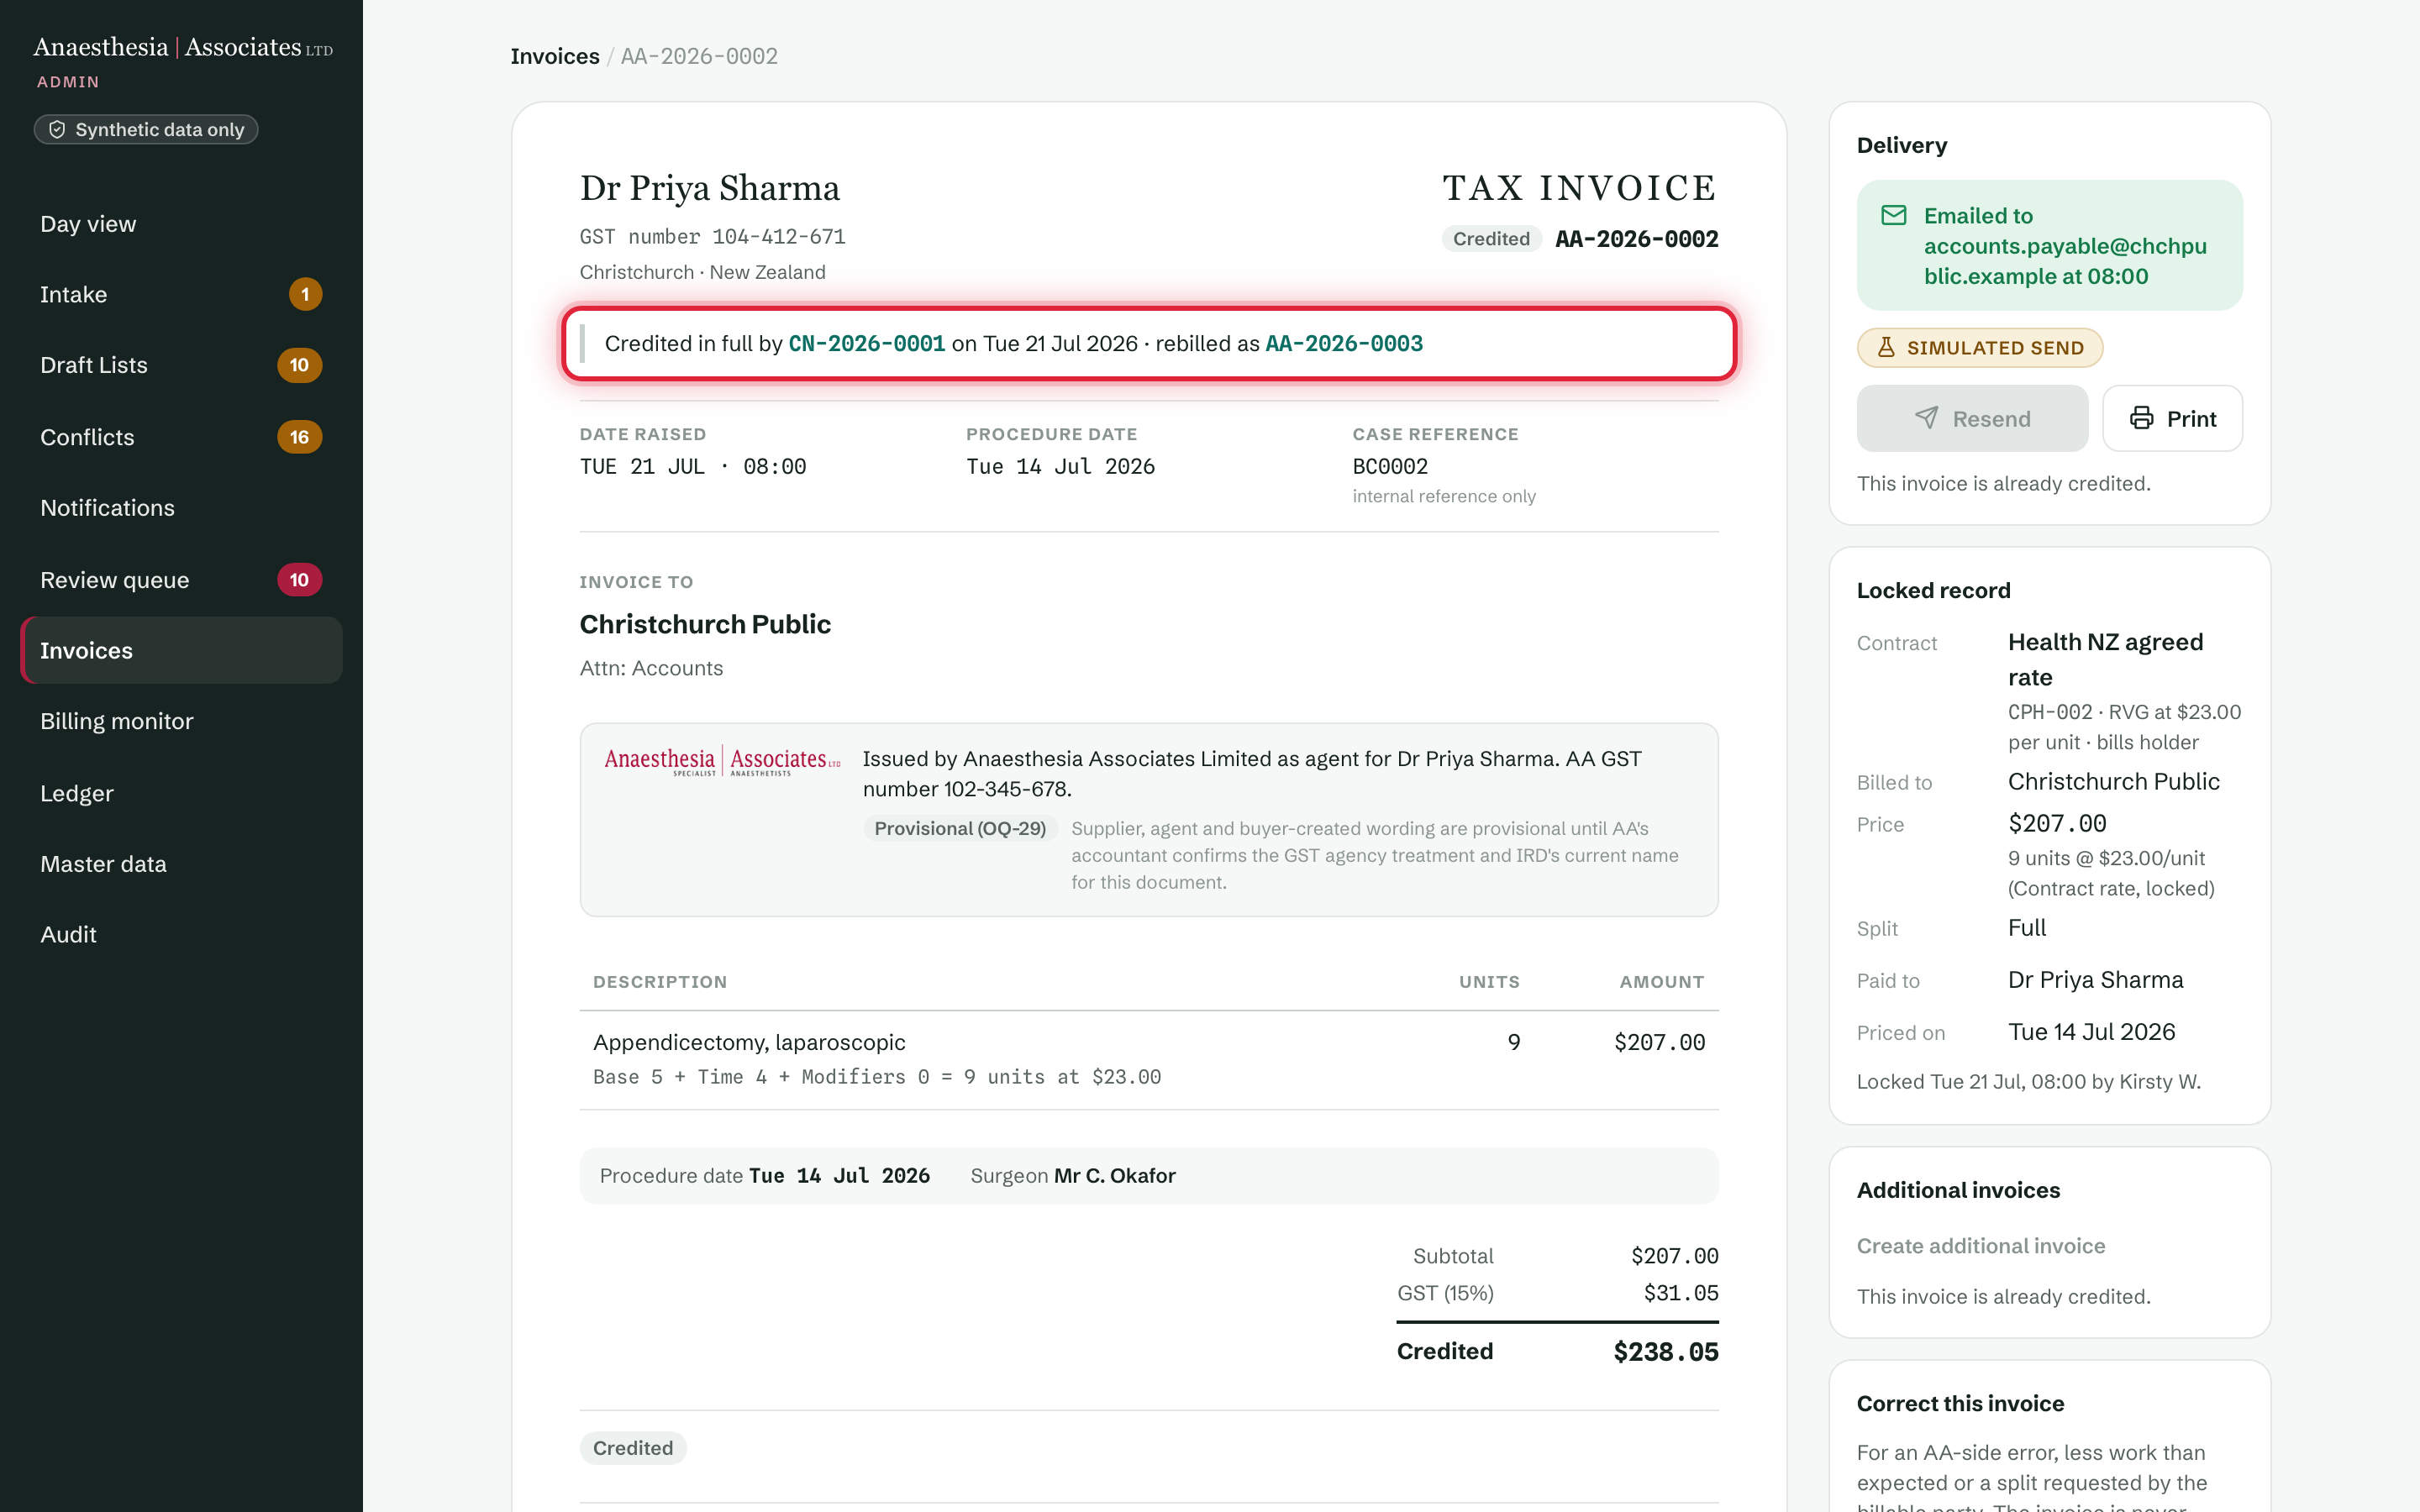 Anaesthesia | Associates LTD
ADMIN
Synthetic data only
Day view
Intake 1
Draft Lists 10
Conflicts 16
Notifications
Review queue 10
Invoices
Billing monitor
Ledger
Master data
Audit
Invoices / AA-2026-0002
Dr Priya Sharma
GST number 104-412-671
Christchurch · New Zealand
TAX INVOICE
Credited AA-2026-0002
Credited in full by CN-2026-0001 on Tue 21 Jul 2026 · rebilled as AA-2026-0003
DATE RAISED
TUE 21 JUL · 08:00
PROCEDURE DATE
Tue 14 Jul 2026
CASE REFERENCE
BC0002
internal reference only
INVOICE TO
Christchurch Public
Attn: Accounts
Anaesthesia | Associates LTD
SPECIALIST ANAESTHETISTS
Issued by Anaesthesia Associates Limited as agent for Dr Priya Sharma. AA GST
number 102-345-678.
Provisional (OQ-29) Supplier, agent and buyer-created wording are provisional until AA's
accountant confirms the GST agency treatment and IRD's current name
for this document.
DESCRIPTION UNITS AMOUNT
Appendicectomy, laparoscopic 9 $207.00
Base 5 + Time 4 + Modifiers 0 = 9 units at $23.00
Procedure date Tue 14 Jul 2026 Surgeon Mr C. Okafor
Subtotal $207.00
GST (15%) $31.05
Credited $238.05
Credited
Delivery
Emailed to
accounts.payable@chchpu
blic.example at 08:00
SIMULATED SEND
Resend Print
This invoice is already credited.
Locked record
Contract Health NZ agreed
rate
CPH-002 · RVG at $23.00
per unit · bills holder
Billed to Christchurch Public
Price $207.00
9 units @ $23.00/unit
(Contract rate, locked)
Split Full
Paid to Dr Priya Sharma
Priced on Tue 14 Jul 2026
Locked Tue 21 Jul, 08:00 by Kirsty W.
Additional invoices
Create additional invoice
This invoice is already credited.
Correct this invoice
For an AA-side error, less work than
expected or a split requested by the
billable party. The invoice is never